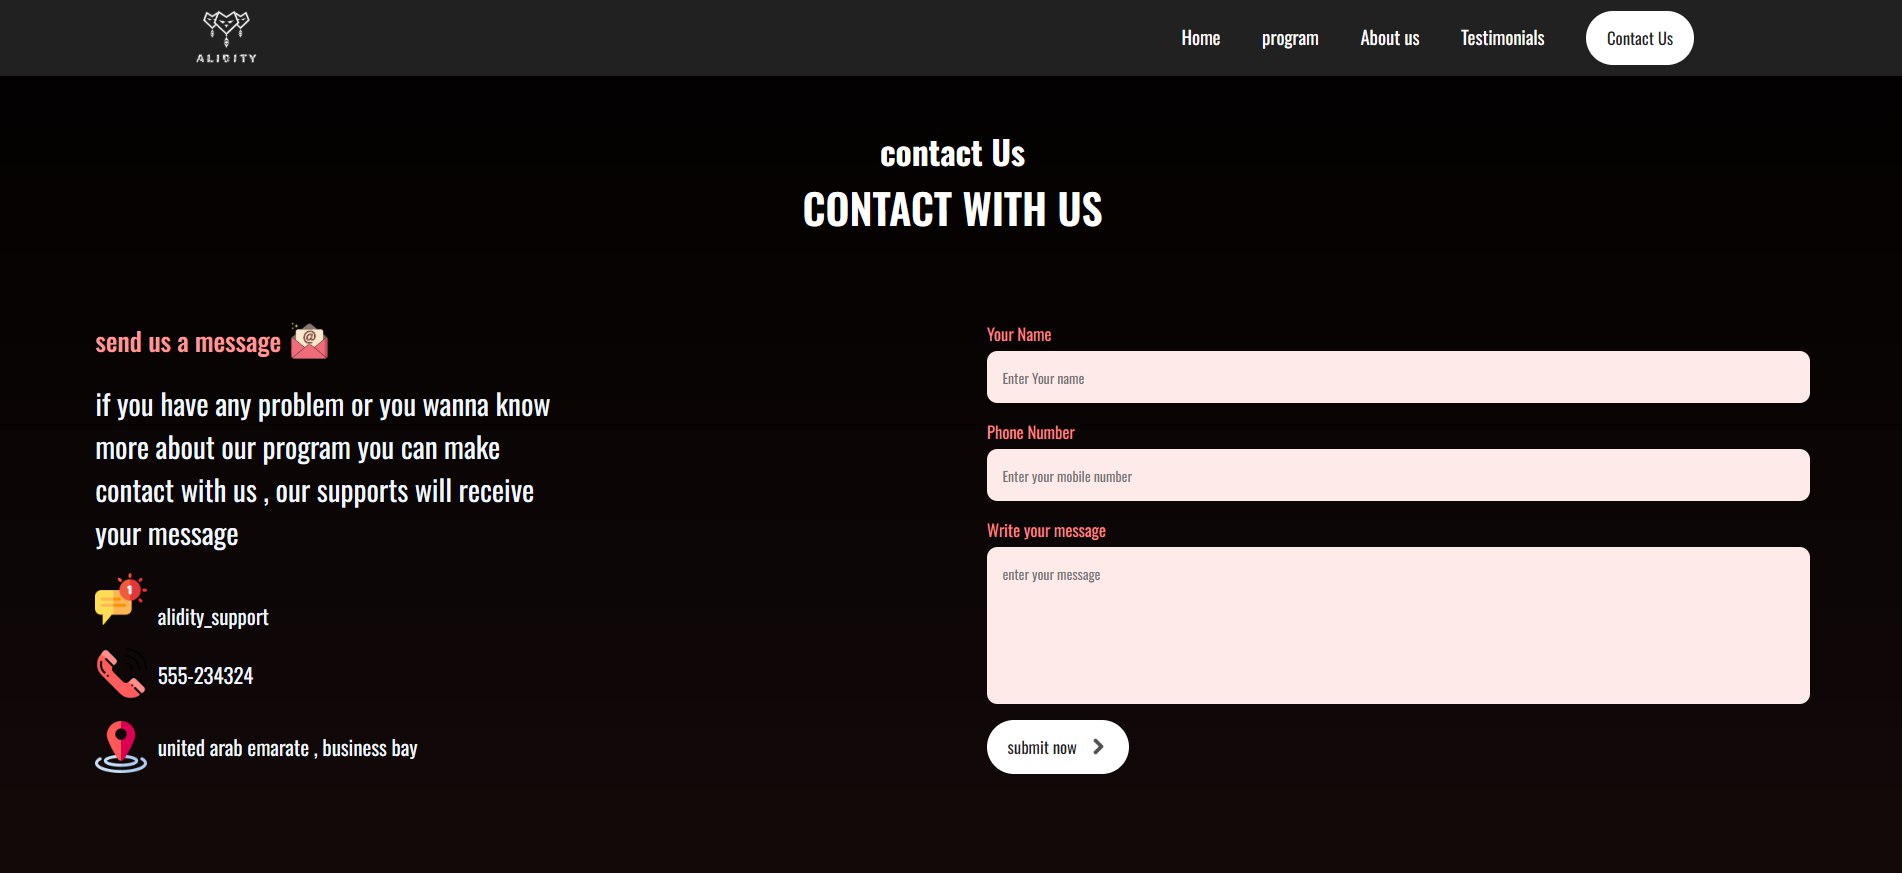 ALIDITY
Home
program
About us
Testimonials
Contact Us
contact Us
CONTACT WITH US
send us a message
@
if you have any problem or you wanna know
more about our program you can make
contact with us , our supports will receive
your message
1
alidity_support
555-234324
united arab emarate , business bay
Your Name
Enter Your name
Phone Number
Enter your mobile number
Write your message
enter your message
submit now